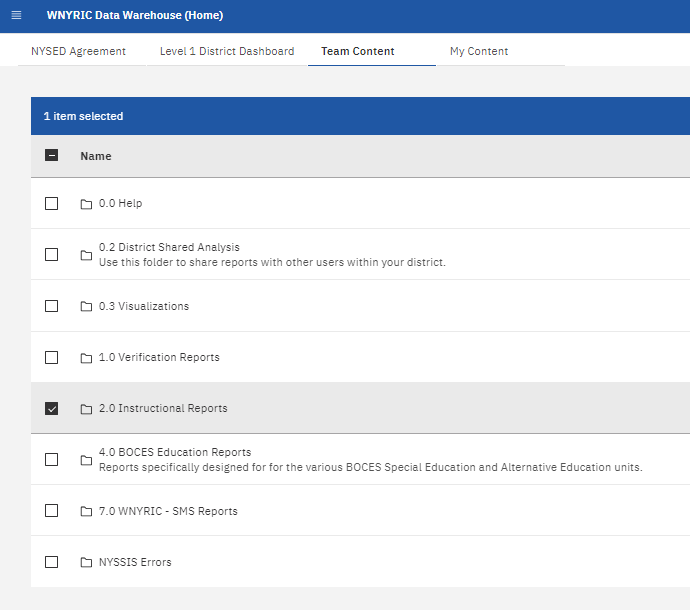 WNYRIC Data Warehouse (Home)
NYSED Agreement
Level 1 District Dashboard
Team Content
My Content
1 item selected
Name
0.0 Help
0.2 District Shared Analysis
Use this folder to share reports with other users within your district.
0.3 Visualizations
1.0 Verification Reports
2.0 Instructional Reports
4.0 BOCES Education Reports
Reports specifically designed for for the various BOCES Special Education and Alternative Education units.
7.0 WNYRIC - SMS Reports
NYSSIS Errors